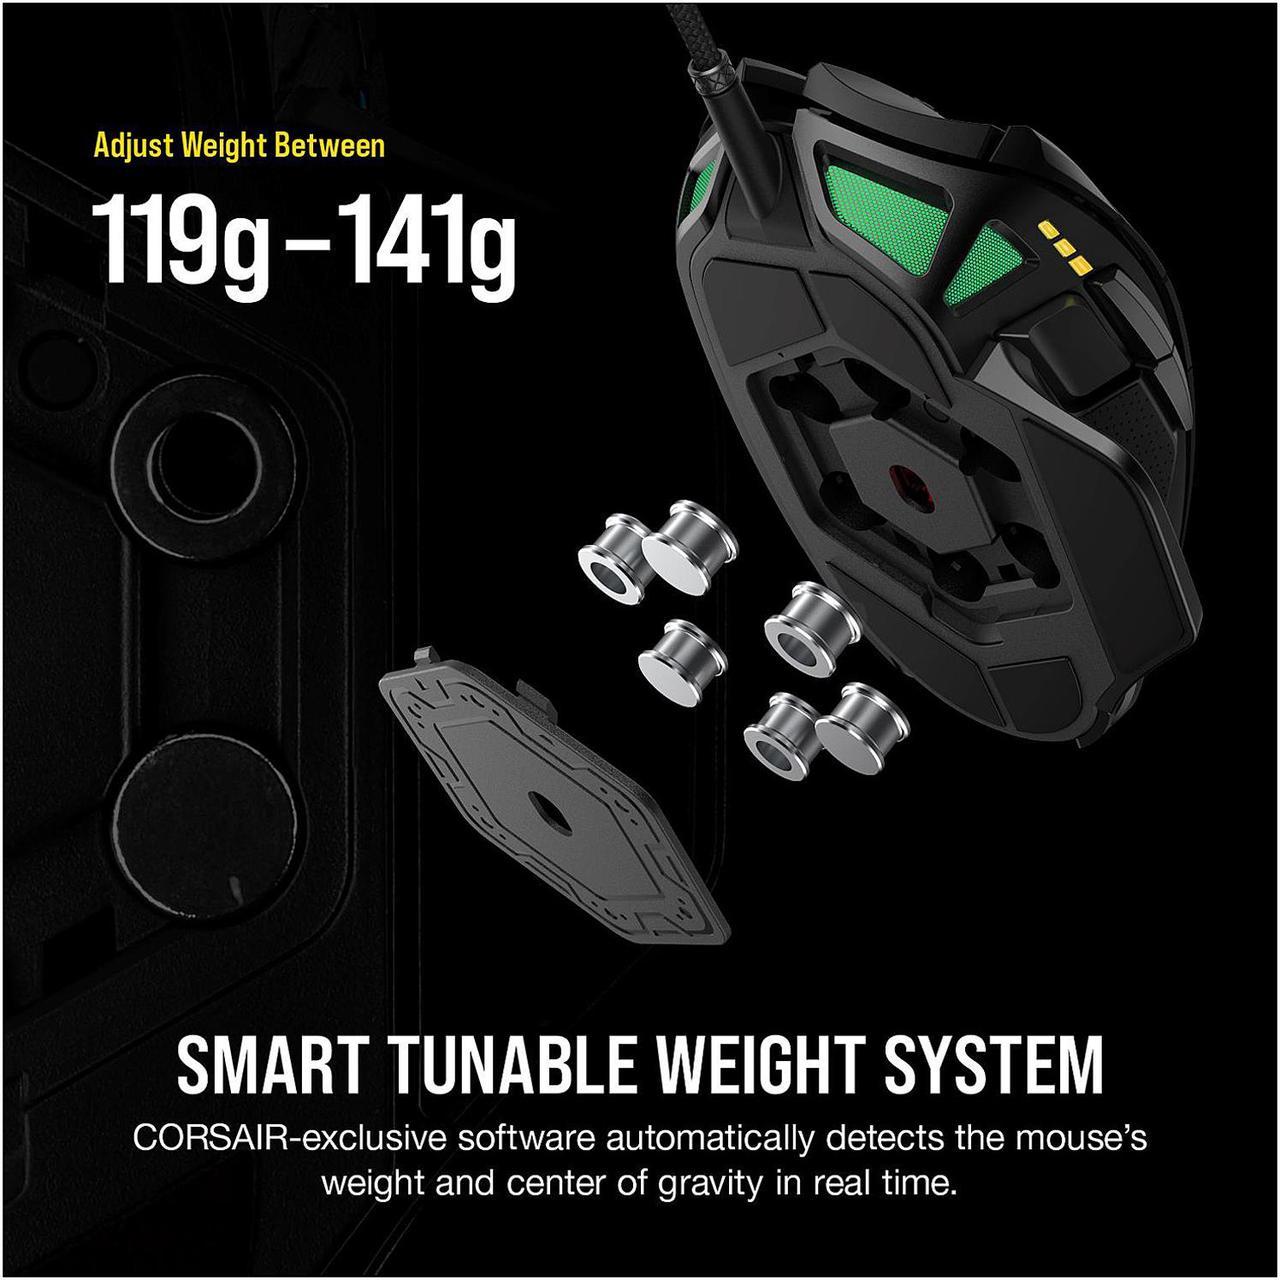 Adjust Weight Between
119g – 141g
SMART TUNABLE WEIGHT SYSTEM
CORSAIR-exclusive software automatically detects the mouse’s
weight and center of gravity in real time.